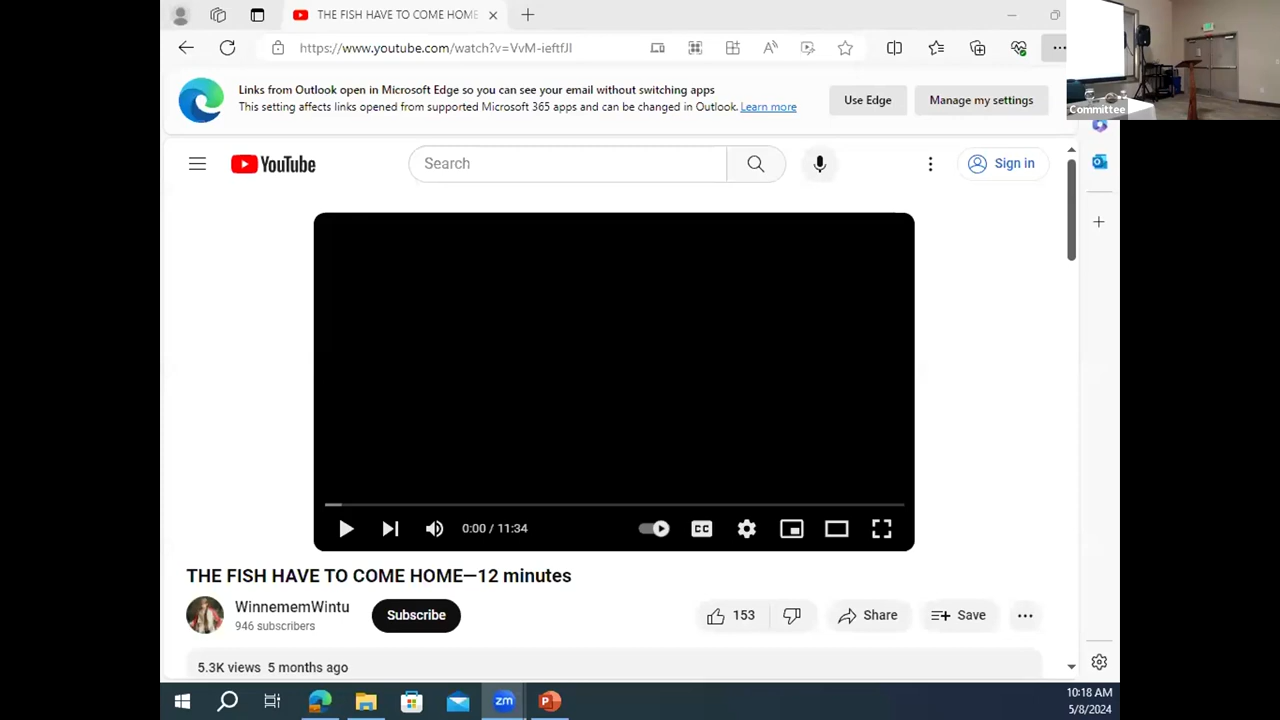 THE FISH HAVE TO COME HOME
https://www.youtube.com/watch?v=VvM-ieftfJI
Committee
Links from Outlook open in Microsoft Edge so you can see your email without switching apps
This setting affects links opened from supported Microsoft 365 apps and can be changed in Outlook. Learn more
Use Edge
Manage my settings
YouTube
Search
Sign in
0:00 / 11:34
CC
THE FISH HAVE TO COME HOME—12 minutes
WinnememWintu
946 subscribers
Subscribe
153
Share
Save
5.3K views 5 months ago
zm
P
10:18 AM
5/8/2024